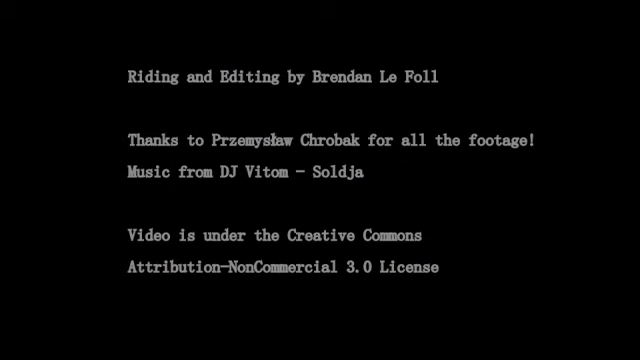 Riding and Editing by Brendan Le Foll
Thanks to Przemysław Chrobak for all the footage!
Music from DJ Vitom - Soldja
Video is under the Creative Commons
Attribution-NonCommercial 3.0 License